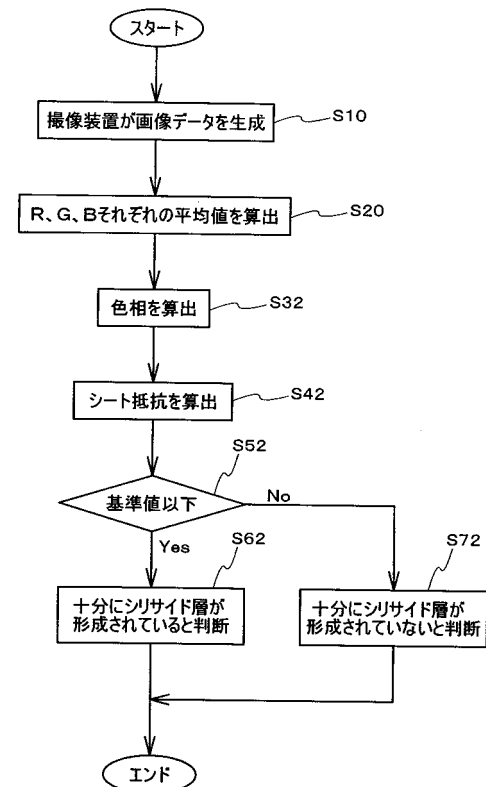 スタート
撮像装置が画像データを生成
S10
R、G、Bそれぞれの平均値を算出
S20
色相を算出
S32
シート抵抗を算出
S42
S52
基準値以下
No
Yes
S62
S72
十分にシリサイド層が
形成されていると判断
十分にシリサイド層が
形成されていないと判断
エンド